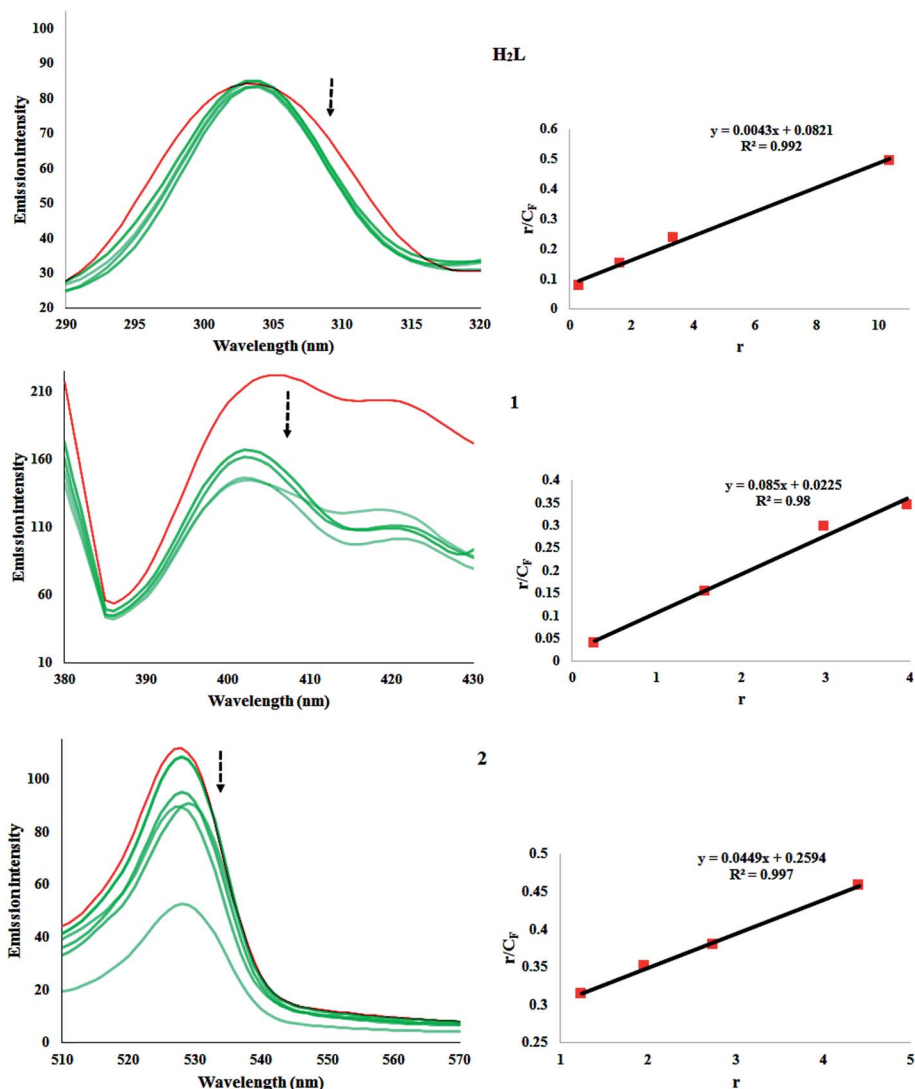 H₂L
Emission intensity
100
80
60
40
20
290 295 300 305 310 315 320
Wavelength (nm)
y = 0.0043x + 0.0821
R² = 0.992
r/C_F
0.6
0.5
0.4
0.3
0.2
0.1
0
0 2 4 6 8 10
r
1
Emission intensity
210
160
110
60
10
380 390 400 410 420 430
Wavelength (nm)
y = 0.085x + 0.0225
R² = 0.98
r/C_F
0.4
0.35
0.3
0.25
0.2
0.15
0.1
0.05
0
0 1 2 3 4
r
2
Emission intensity
100
80
60
40
20
0
510 520 530 540 550 560 570
Wavelength (nm)
y = 0.0449x + 0.2594
R² = 0.997
r/C_F
0.5
0.45
0.4
0.35
0.3
0.25
1 2 3 4 5
r